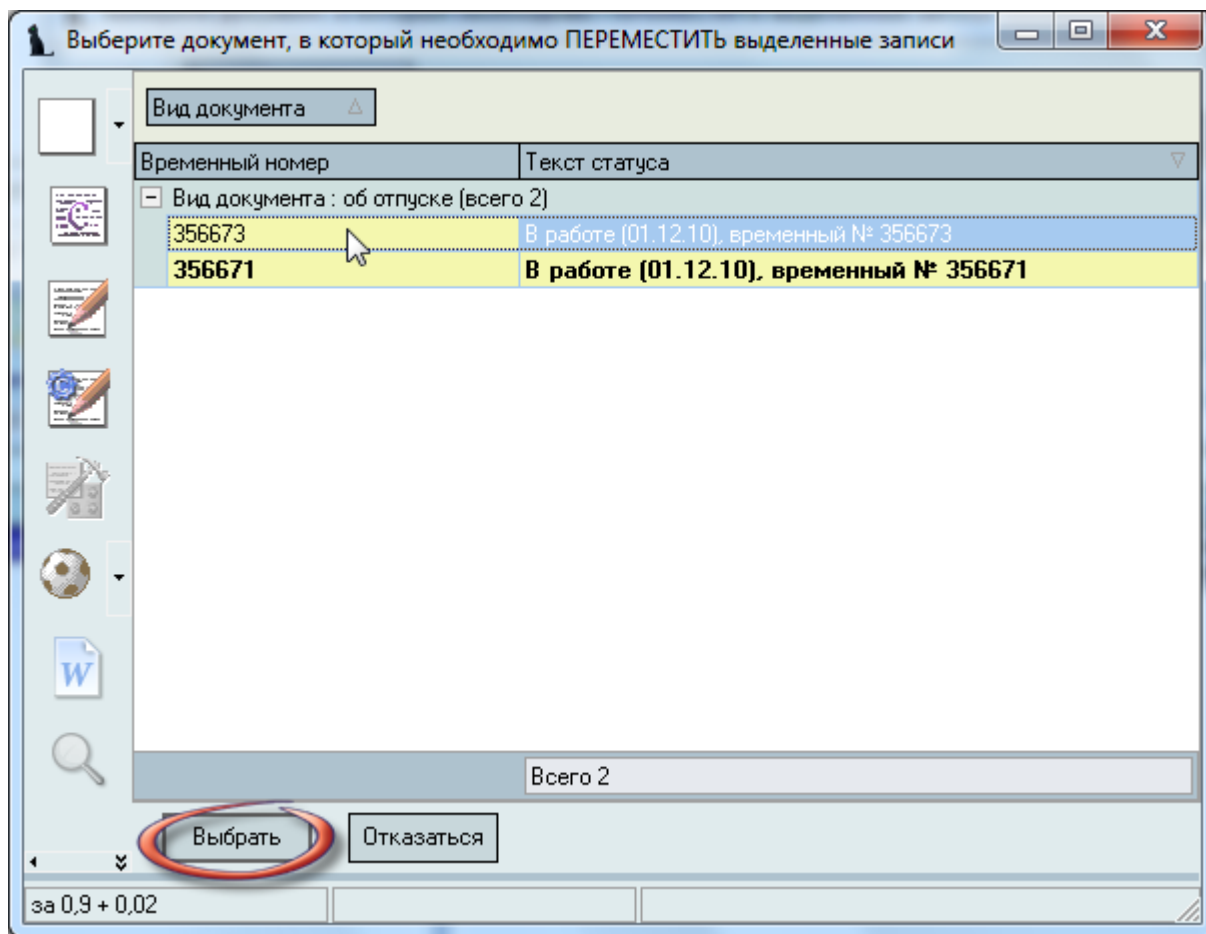 Выберите документ, в который необходимо ПЕРЕМЕСТИТЬ выделенные записи
Вид документа
Временный номер Текст статуса
Вид документа : об отпуске (всего 2)
356673 В работе (01.12.10), временный № 356673
356671 В работе (01.12.10), временный № 356671
Всего 2
Выбрать Отказаться
за 0,9 + 0,02